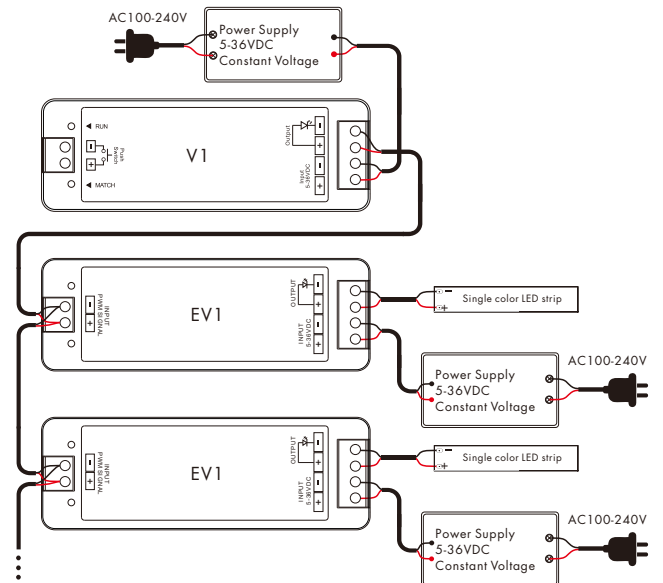 AC100-240V
Power Supply
5-36VDC
Constant Voltage
RUN
Push
Switch
MATCH
V1
Output
Input
5-36VDC
INPUT
PWM SIGNAL
EV1
OUTPUT
INPUT
5-36VDC
Single color LED strip
AC100-240V
Power Supply
5-36VDC
Constant Voltage
INPUT
PWM SIGNAL
EV1
OUTPUT
INPUT
5-36VDC
Single color LED strip
AC100-240V
Power Supply
5-36VDC
Constant Voltage